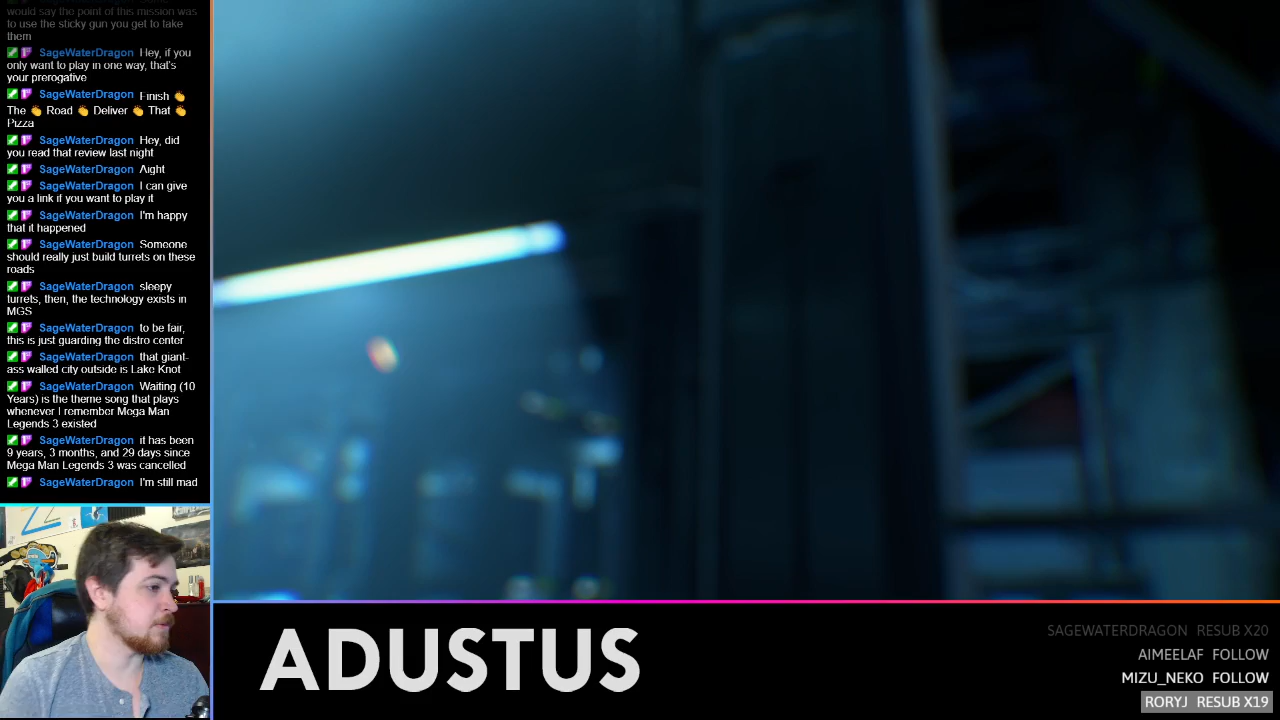 would say the point of this mission was
to use the sticky gun you get to take
them
SageWaterDragon Hey, if you
only want to play in one way, that's
your prerogative
SageWaterDragon Finish 👏
The 👏 Road 👏 Deliver 👏 That 👏
Pizza
SageWaterDragon Hey, did
you read that review last night
SageWaterDragon Aight
SageWaterDragon I can give
you a link if you want to play it
SageWaterDragon I'm happy
that it happened
SageWaterDragon Someone
should really just build turrets on these
roads
SageWaterDragon sleepy
turrets, then, the technology exists in
MGS
SageWaterDragon to be fair,
this is just guarding the distro center
SageWaterDragon that giant-
ass walled city outside is Lake Knot
SageWaterDragon Waiting (10
Years) is the theme song that plays
whenever I remember Mega Man
Legends 3 existed
SageWaterDragon it has been
9 years, 3 months, and 29 days since
Mega Man Legends 3 was cancelled
SageWaterDragon I'm still mad
ADUSTUS
SAGEWATERDRAGON RESUB X20
AIMEELAF FOLLOW
MIZU_NEKO FOLLOW
RORYJ RESUB X19